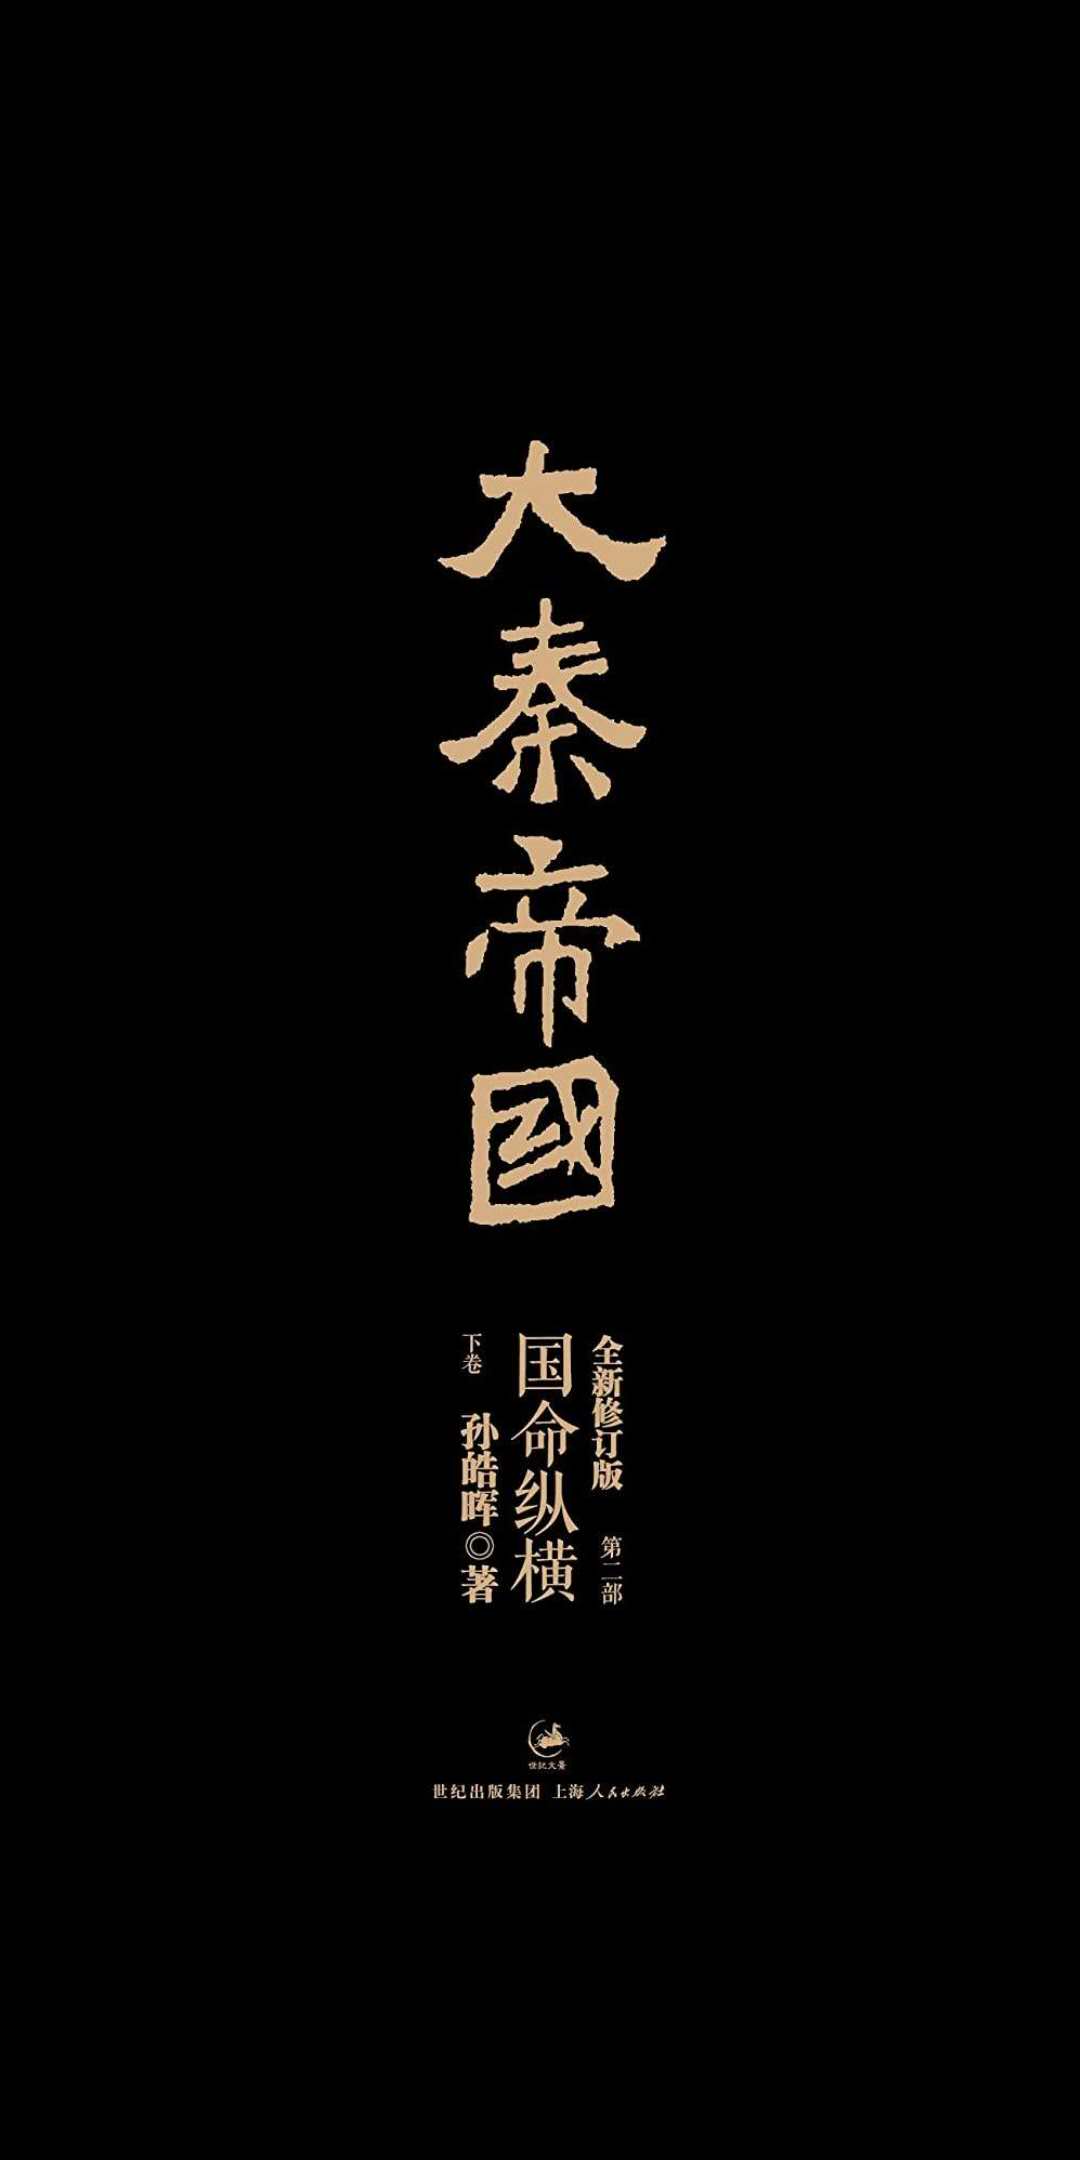 大秦帝國
全新修订版 第二部
国命纵横
下卷 孙皓晖◎著
世纪文景
世纪出版集团 上海人民出版社